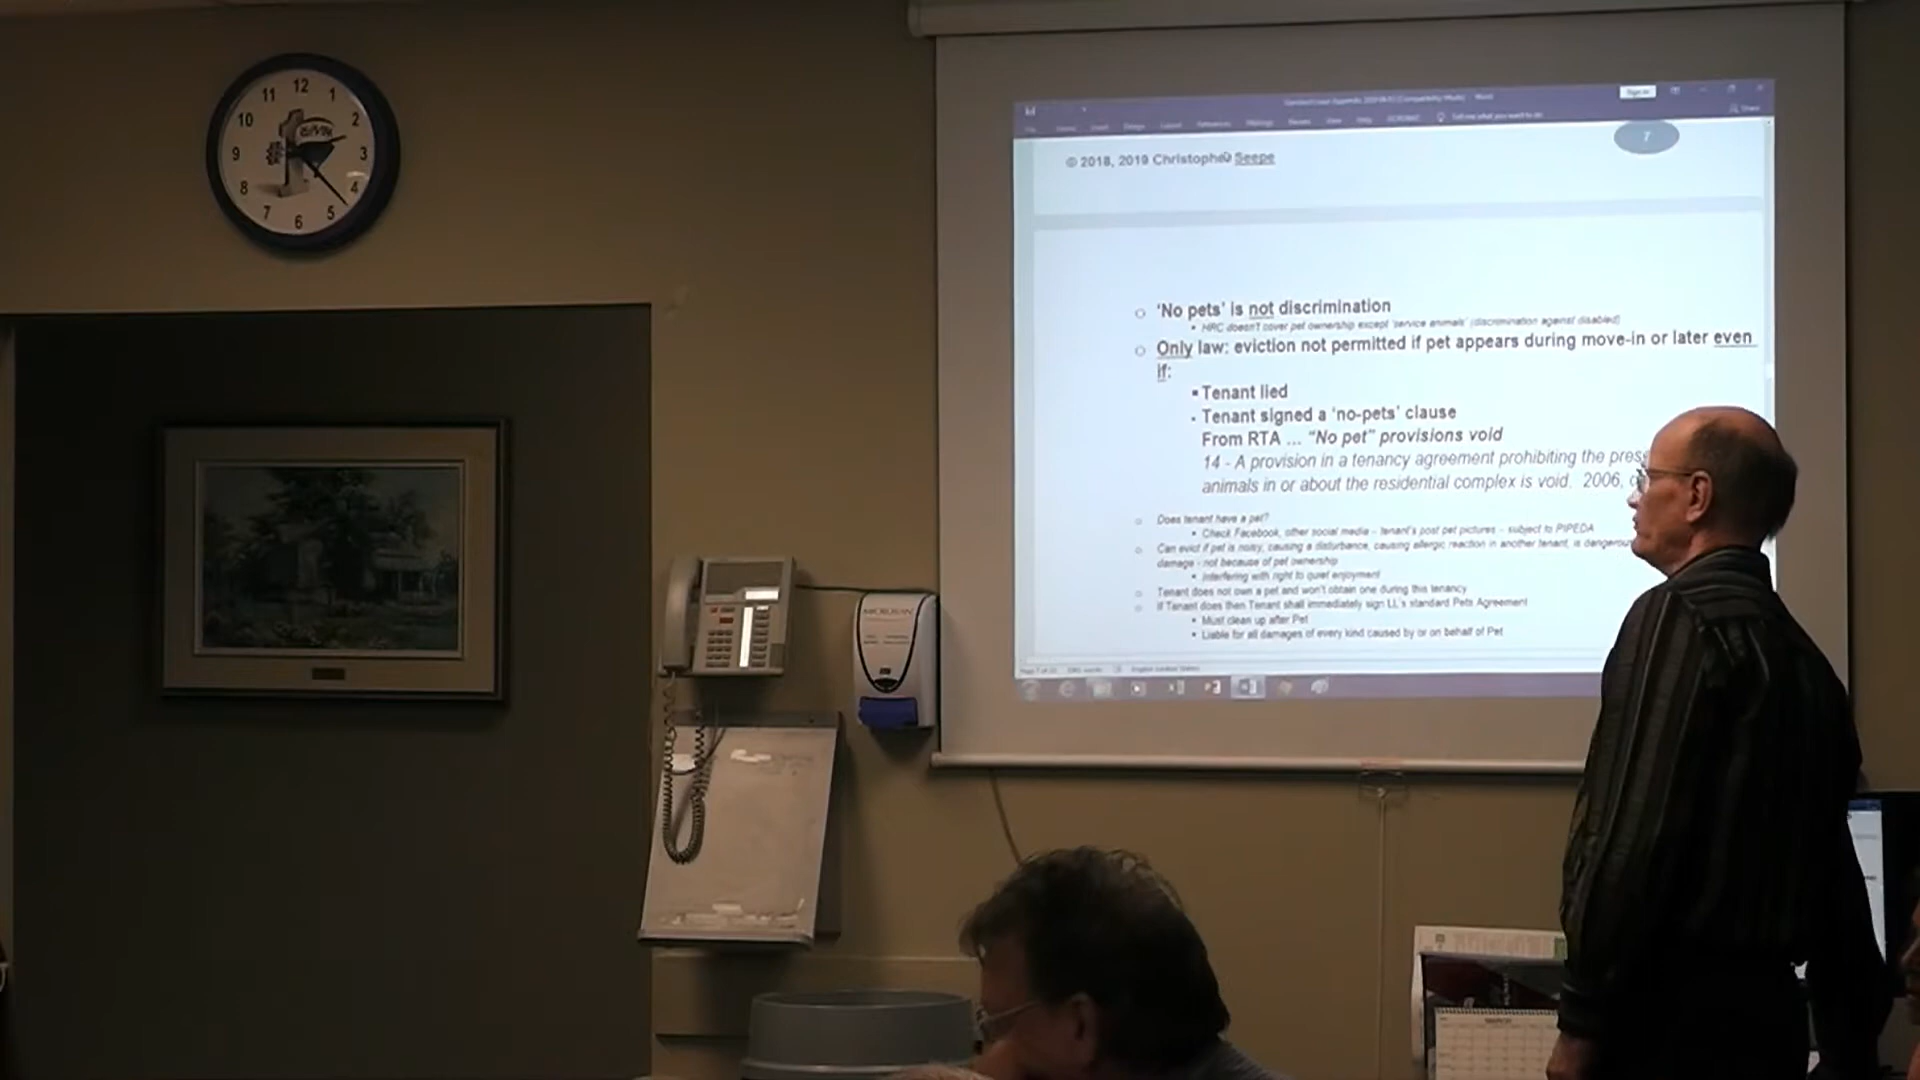 12
11
1
10
2
9
3
8
4
7
5
6
Sign in
Share
7
© 2018, 2019 Christopher Seepe
○ 'No pets' is not discrimination
▪ HRC doesn't cover pet ownership except 'service animals' (discrimination against disabled)
○ Only law: eviction not permitted if pet appears during move-in or later even
if:
▪ Tenant lied
▪ Tenant signed a 'no-pets' clause
From RTA ... "No pet" provisions void
14 - A provision in a tenancy agreement prohibiting the
animals in or about the residential complex is void. 2006,
○ Does tenant have a pet?
▪ Check Facebook, other social media – tenant's post pet pictures – subject to PIPEDA
○ Can evict if pet is noisy, causing a disturbance, causing allergic reaction in another tenant, is
damage - not because of pet ownership
▪ Interfering with right to quiet enjoyment
○ Tenant does not own a pet and won't obtain one during this tenancy
○ If Tenant does then Tenant shall immediately sign LL's standard Pets Agreement
▪ Must clean up after Pet
▪ Liable for all damages of every kind caused by or on behalf of Pet
MICROSAN
MARCH